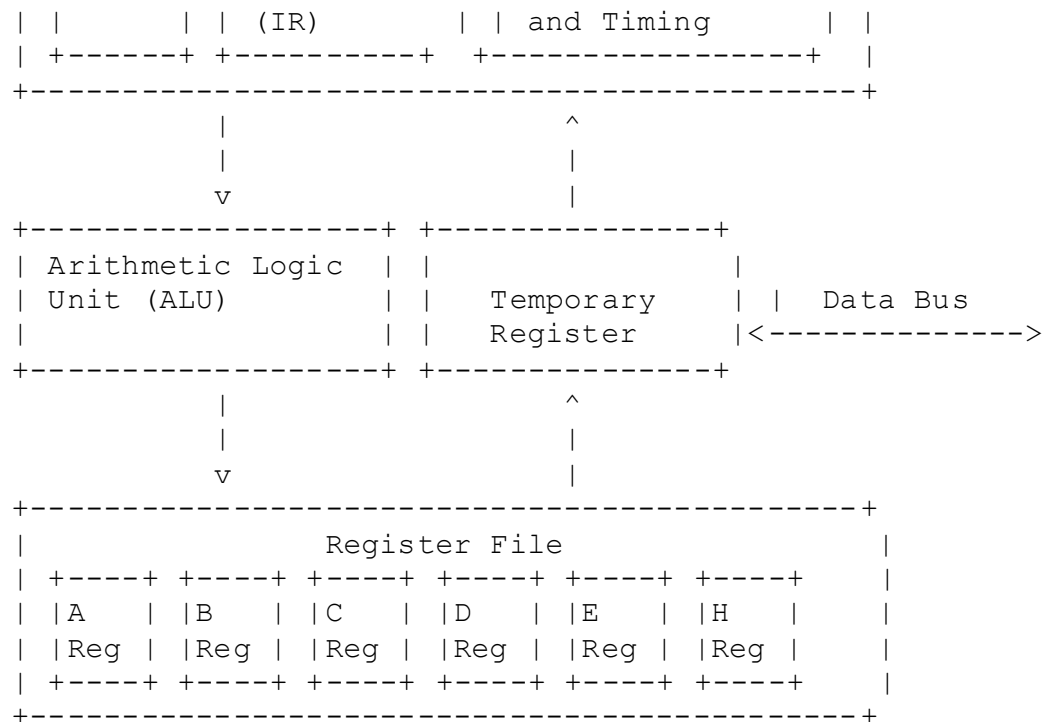 | |      | | (IR)     | | and Timing      | |
| +------+ +----------+  +----------------+  |
+---------------------------------------------+
          |                  ^
          |                  |
          v                  |
+-------------------+ +---------------+
| Arithmetic Logic  | |               |
| Unit (ALU)        | |   Temporary    | |  Data Bus
|                   | |   Register     |<-------------->
+-------------------+ +---------------+
          |                  ^
          |                  |
          v                  |
+---------------------------------------------+
|                Register File                 |
| +----+ +----+ +----+ +----+ +----+ +----+    |
| |A   | |B   | |C   | |D   | |E   | |H   |    |
| |Reg | |Reg | |Reg | |Reg | |Reg | |Reg |    |
| +----+ +----+ +----+ +----+ +----+ +----+    |
+---------------------------------------------+